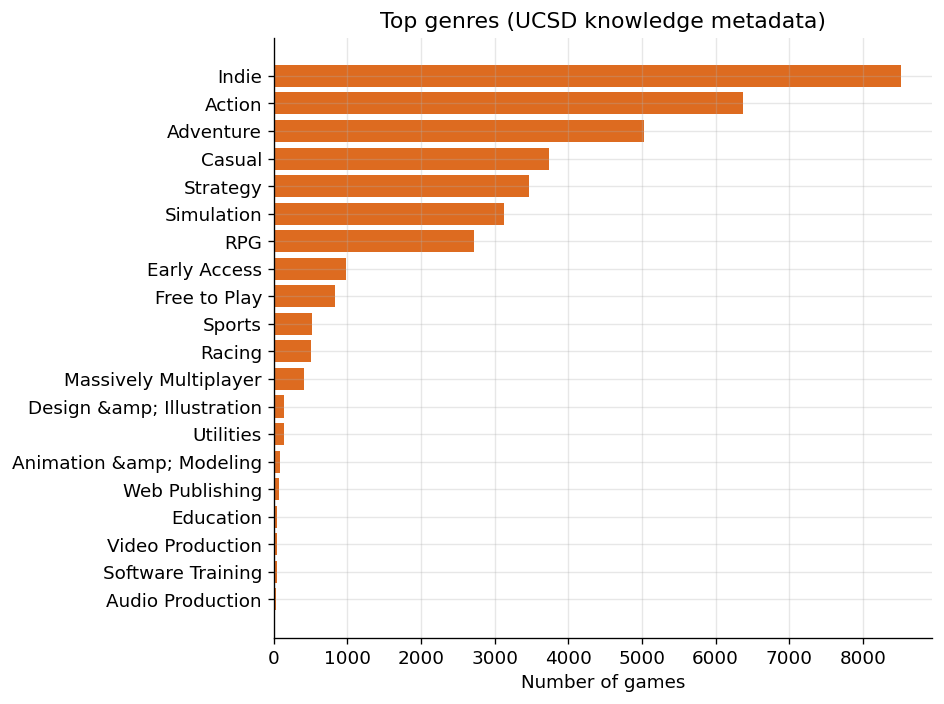 Top genres (UCSD knowledge metadata)
Indie
Action
Adventure
Casual
Strategy
Simulation
RPG
Early Access
Free to Play
Sports
Racing
Massively Multiplayer
Design &amp; Illustration
Utilities
Animation &amp; Modeling
Web Publishing
Education
Video Production
Software Training
Audio Production
0 1000 2000 3000 4000 5000 6000 7000 8000
Number of games